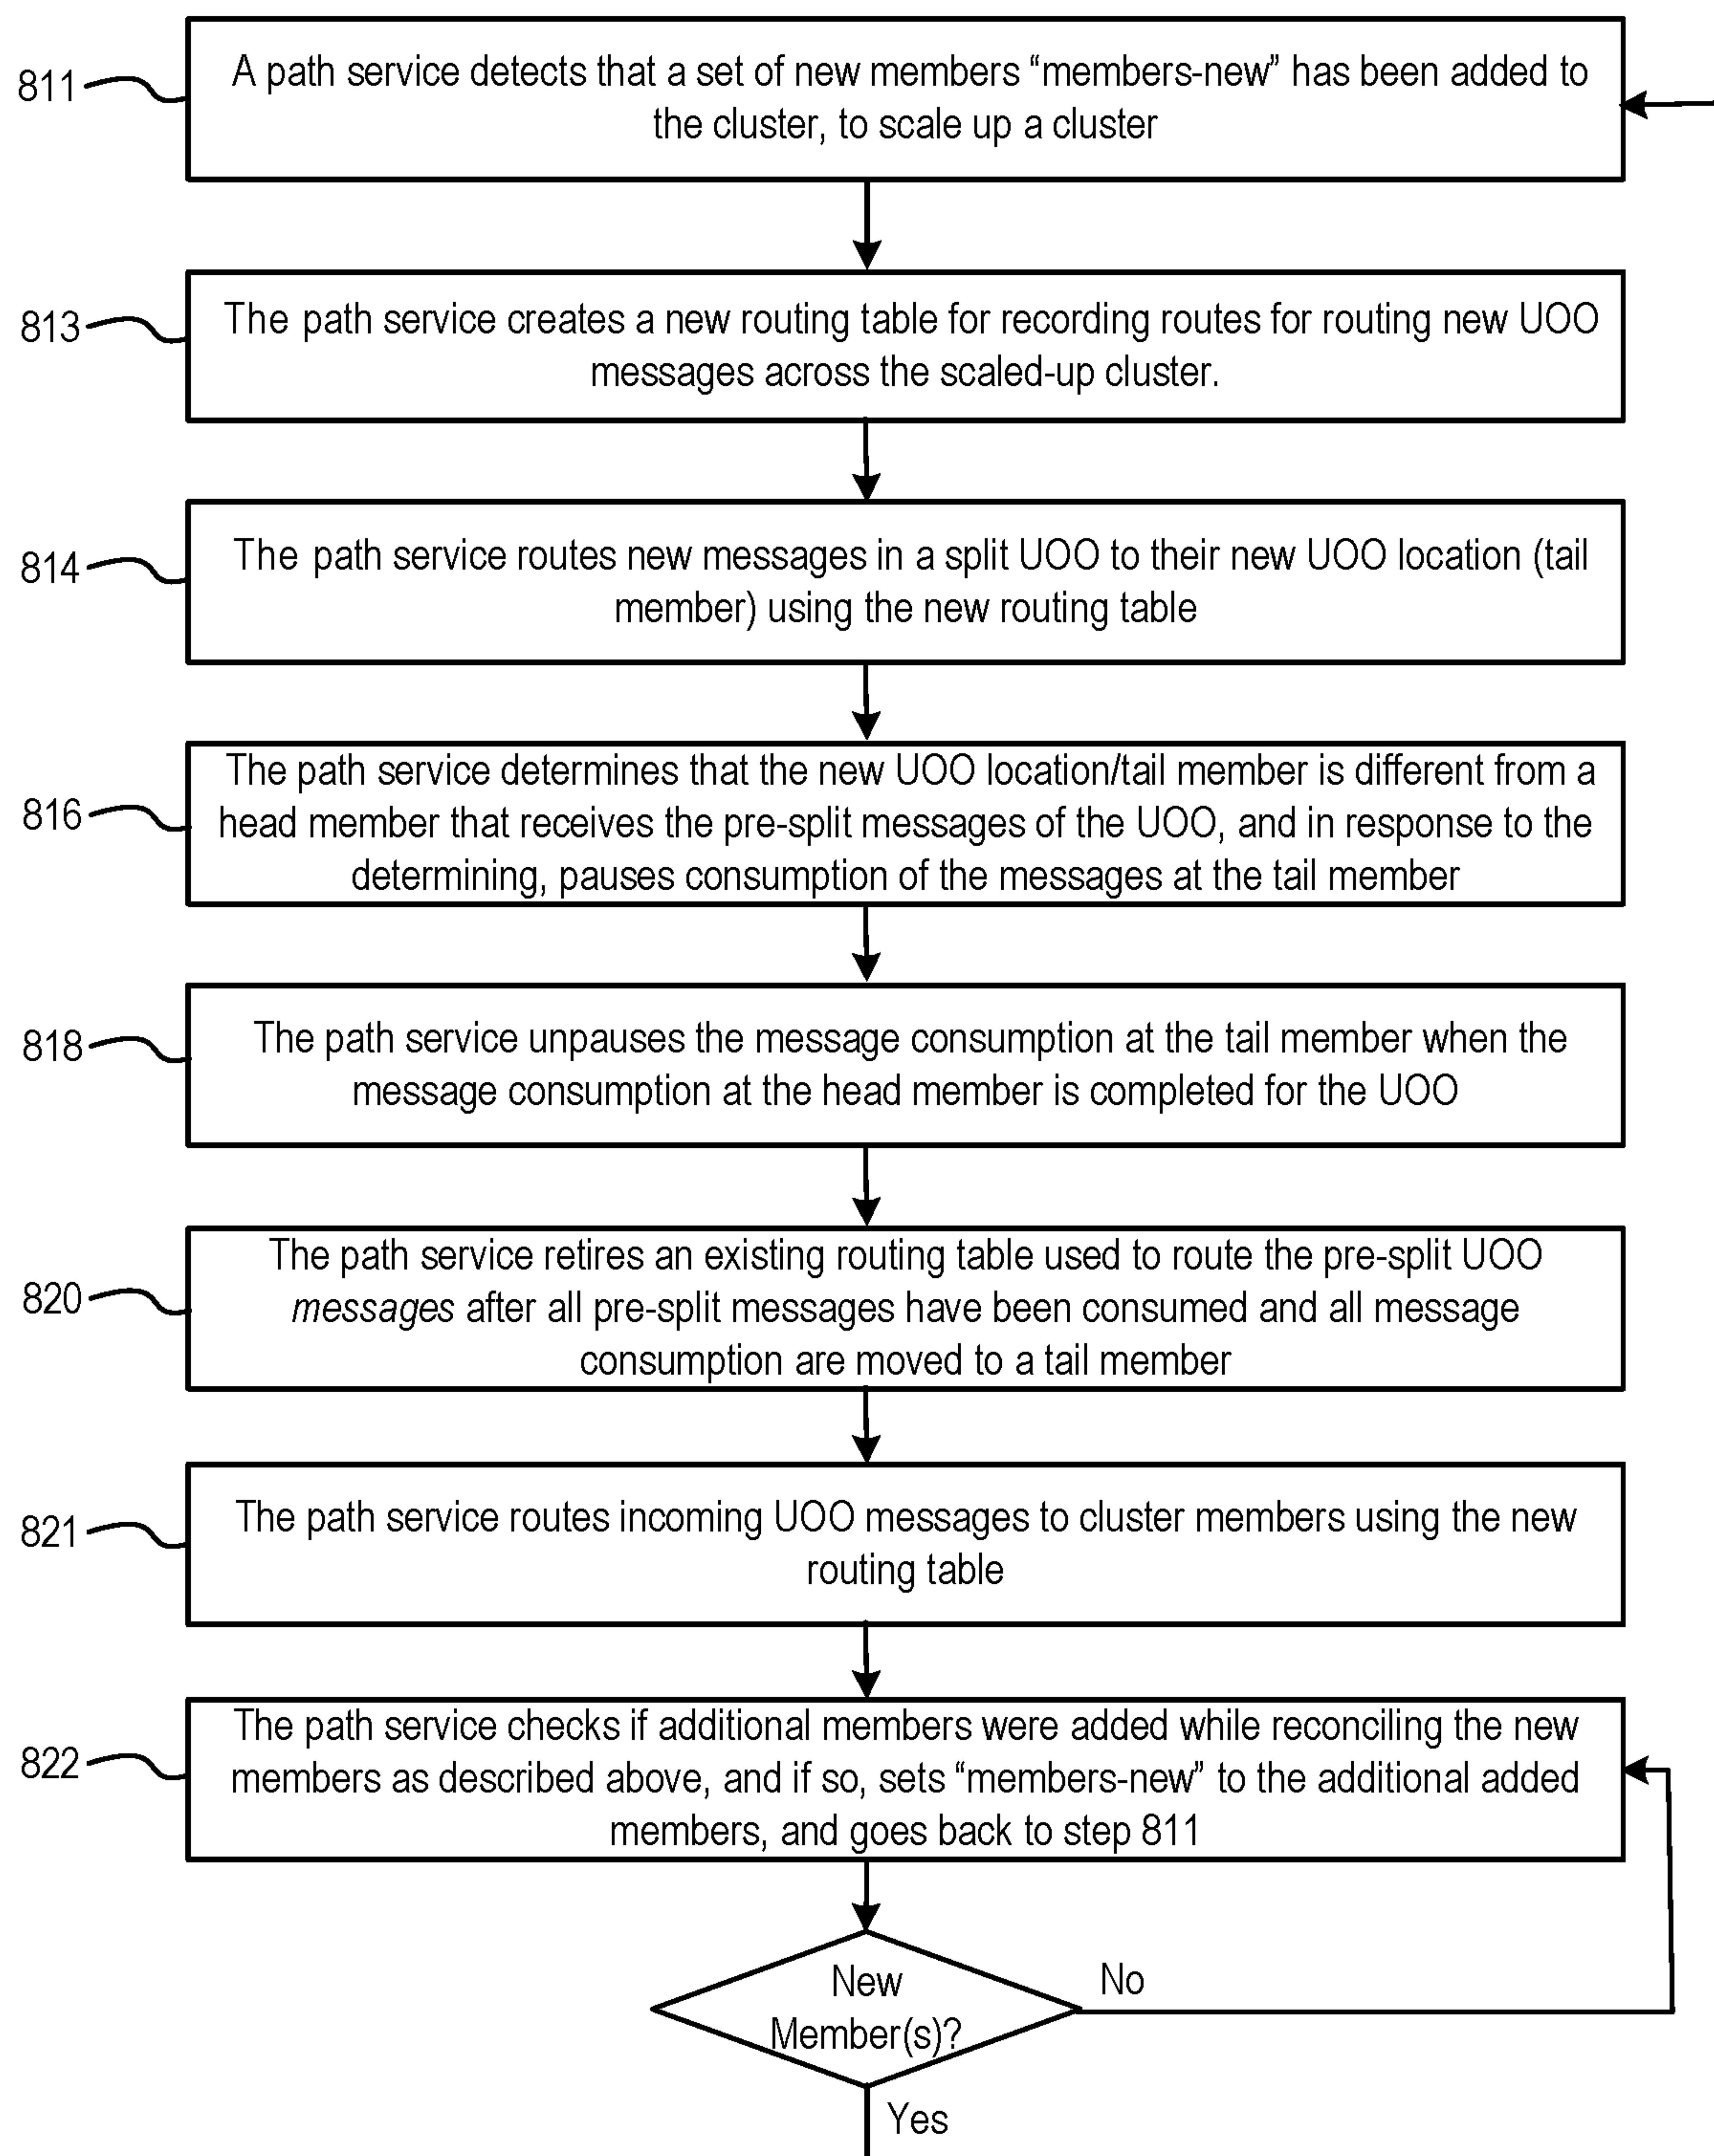 811
A path service detects that a set of new members “members-new” has been added to
the cluster, to scale up a cluster
813
The path service creates a new routing table for recording routes for routing new UOO
messages across the scaled-up cluster.
814
The path service routes new messages in a split UOO to their new UOO location (tail
member) using the new routing table
816
The path service determines that the new UOO location/tail member is different from a
head member that receives the pre-split messages of the UOO, and in response to the
determining, pauses consumption of the messages at the tail member
818
The path service unpauses the message consumption at the tail member when the
message consumption at the head member is completed for the UOO
820
The path service retires an existing routing table used to route the pre-split UOO
messages after all pre-split messages have been consumed and all message
consumption are moved to a tail member
821
The path service routes incoming UOO messages to cluster members using the new
routing table
822
The path service checks if additional members were added while reconciling the new
members as described above, and if so, sets “members-new” to the additional added
members, and goes back to step 811
New
Member(s)?
No
Yes